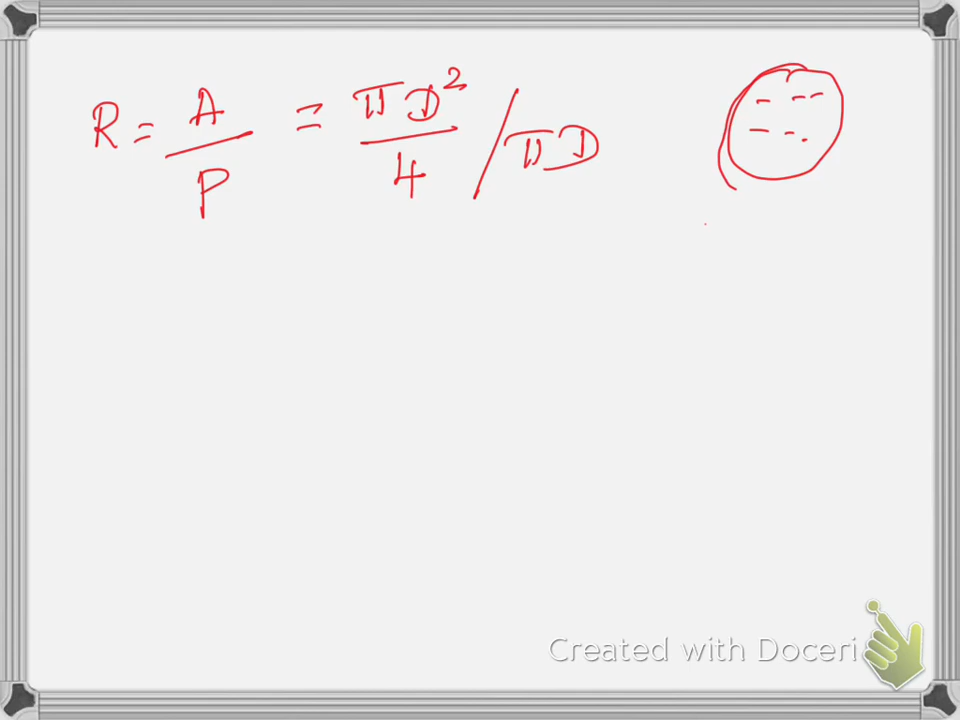 R = A/P = πD²/4 / πD
Created with Doceri